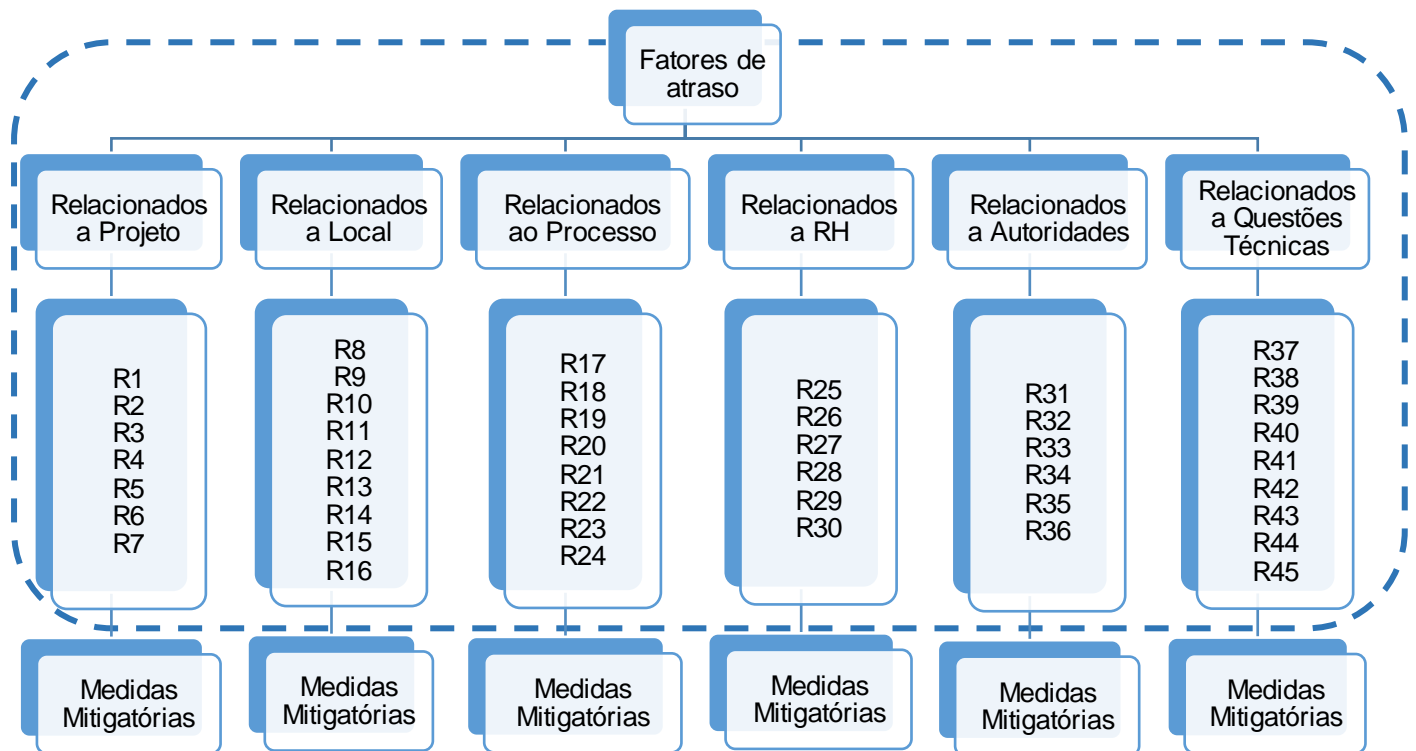 Fatores de
atraso
Relacionados
a Projeto
Relacionados
a Local
Relacionados
ao Processo
Relacionados
a RH
Relacionados
a Autoridades
Relacionados
a Questões
Técnicas
R1
R2
R3
R4
R5
R6
R7
R8
R9
R10
R11
R12
R13
R14
R15
R16
R17
R18
R19
R20
R21
R22
R23
R24
R25
R26
R27
R28
R29
R30
R31
R32
R33
R34
R35
R36
R37
R38
R39
R40
R41
R42
R43
R44
R45
Medidas
Mitigatórias
Medidas
Mitigatórias
Medidas
Mitigatórias
Medidas
Mitigatórias
Medidas
Mitigatórias
Medidas
Mitigatórias